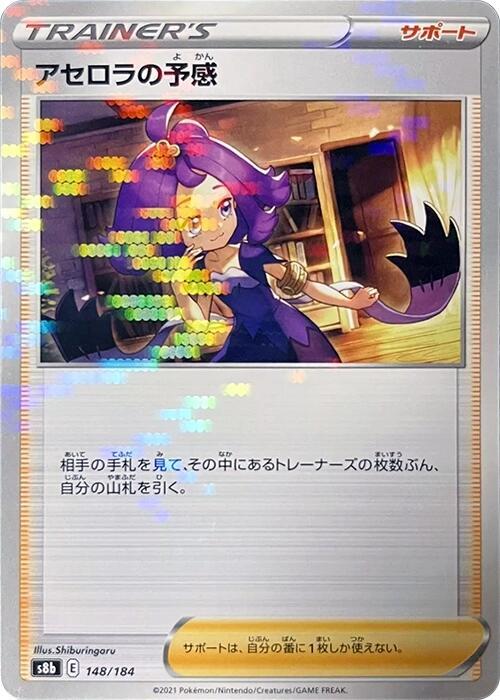 TRAINER'S
サポート
よ かん
アセロラの予感
あいて てふだ み なか まいすう
相手の手札を見て、その中にあるトレーナーズの枚数ぶん、
じぶん やまふだ ひ
自分の山札を引く。
Illus.Shiburingaru
s8b E 148/184
じぶん ばん まい つか
サポートは、自分の番に1枚しか使えない。
©2021 Pokémon/Nintendo/Creatures/GAME FREAK.